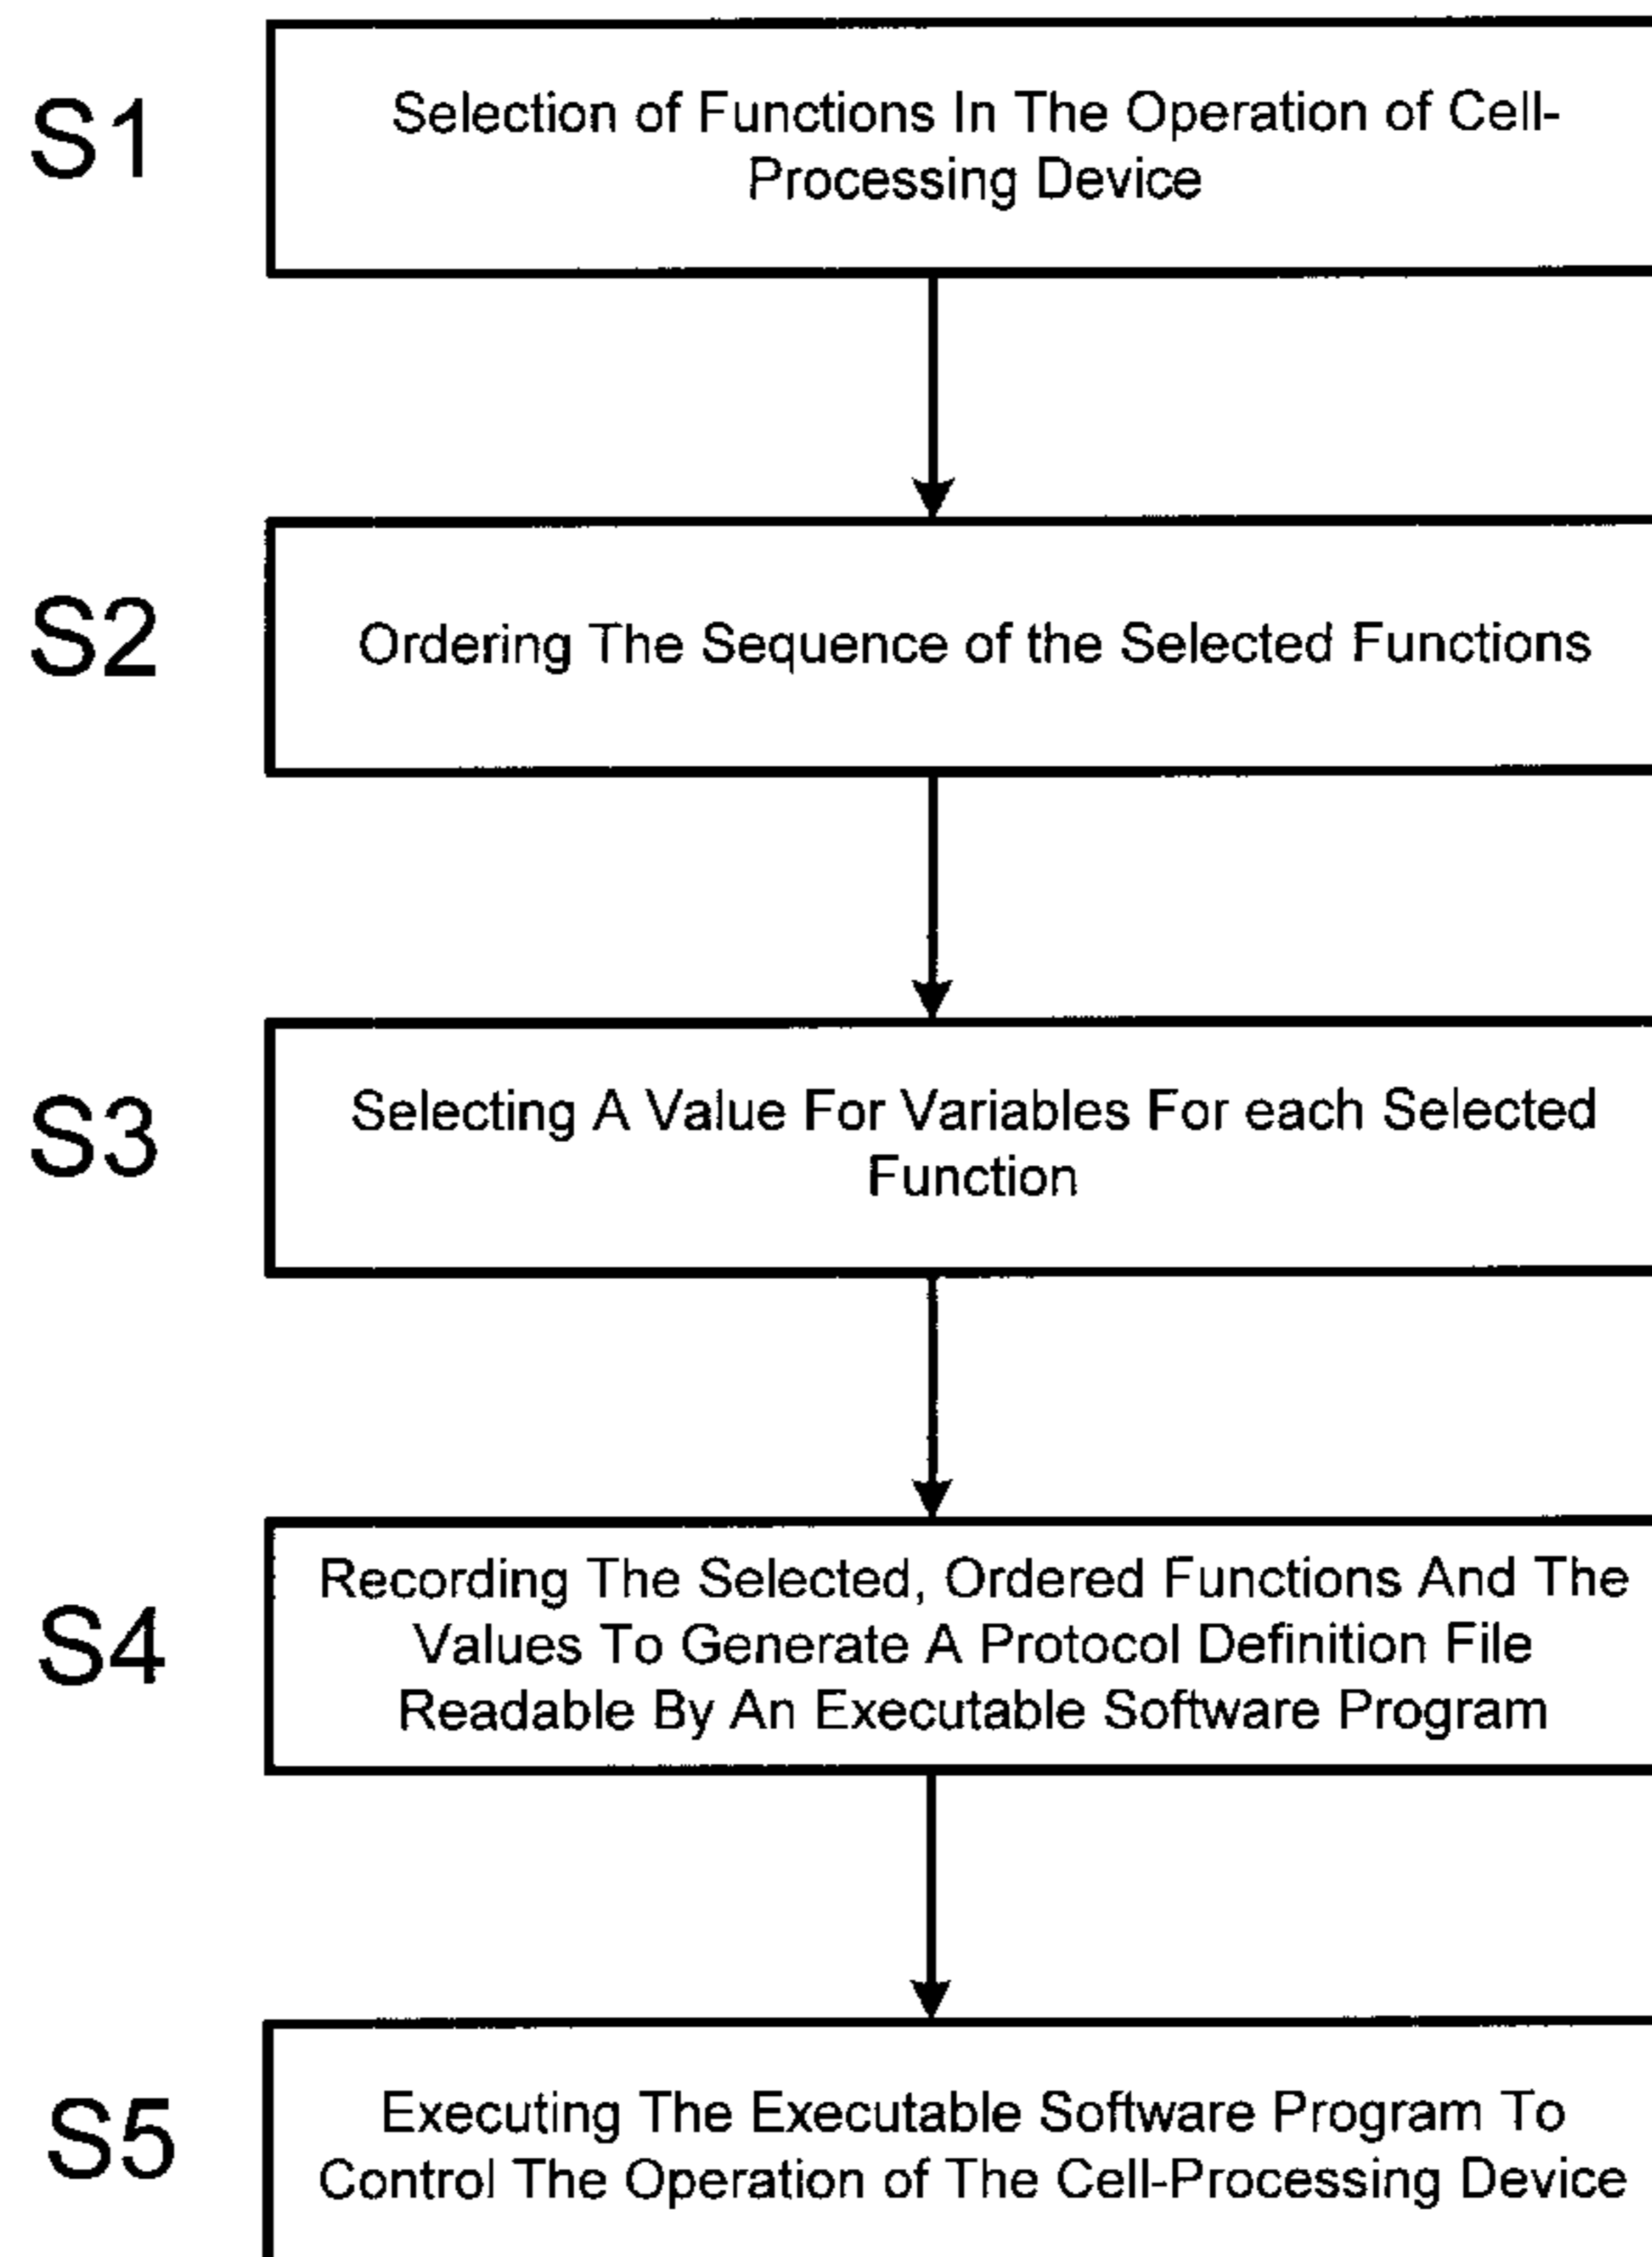 S1
Selection of Functions In The Operation of Cell-
Processing Device
S2
Ordering The Sequence of the Selected Functions
S3
Selecting A Value For Variables For each Selected
Function
S4
Recording The Selected, Ordered Functions And The
Values To Generate A Protocol Definition File
Readable By An Executable Software Program
S5
Executing The Executable Software Program To
Control The Operation of The Cell-Processing Device